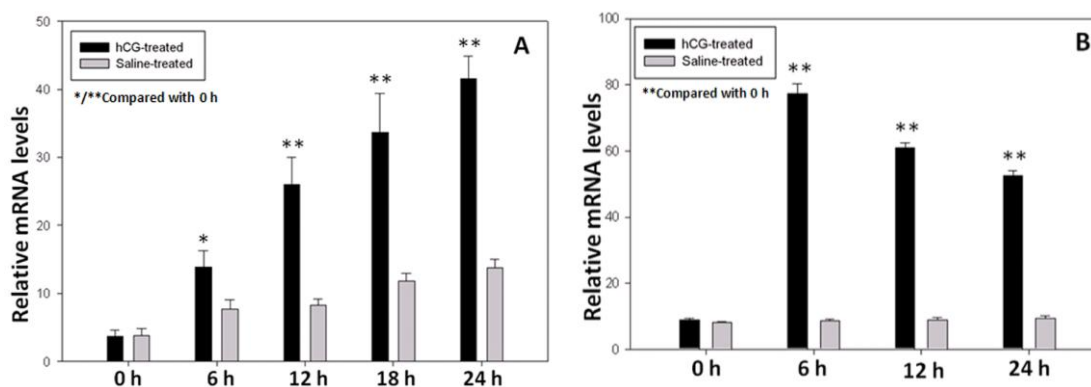 A
hCG-treated
Saline-treated
*/**Compared with 0 h
Relative mRNA levels
50
40
30
20
10
0
*
**
**
**
0 h
6 h
12 h
18 h
24 h
B
hCG-treated
Saline-treated
**Compared with 0 h
Relative mRNA levels
100
80
60
40
20
0
**
**
**
0 h
6 h
12 h
24 h